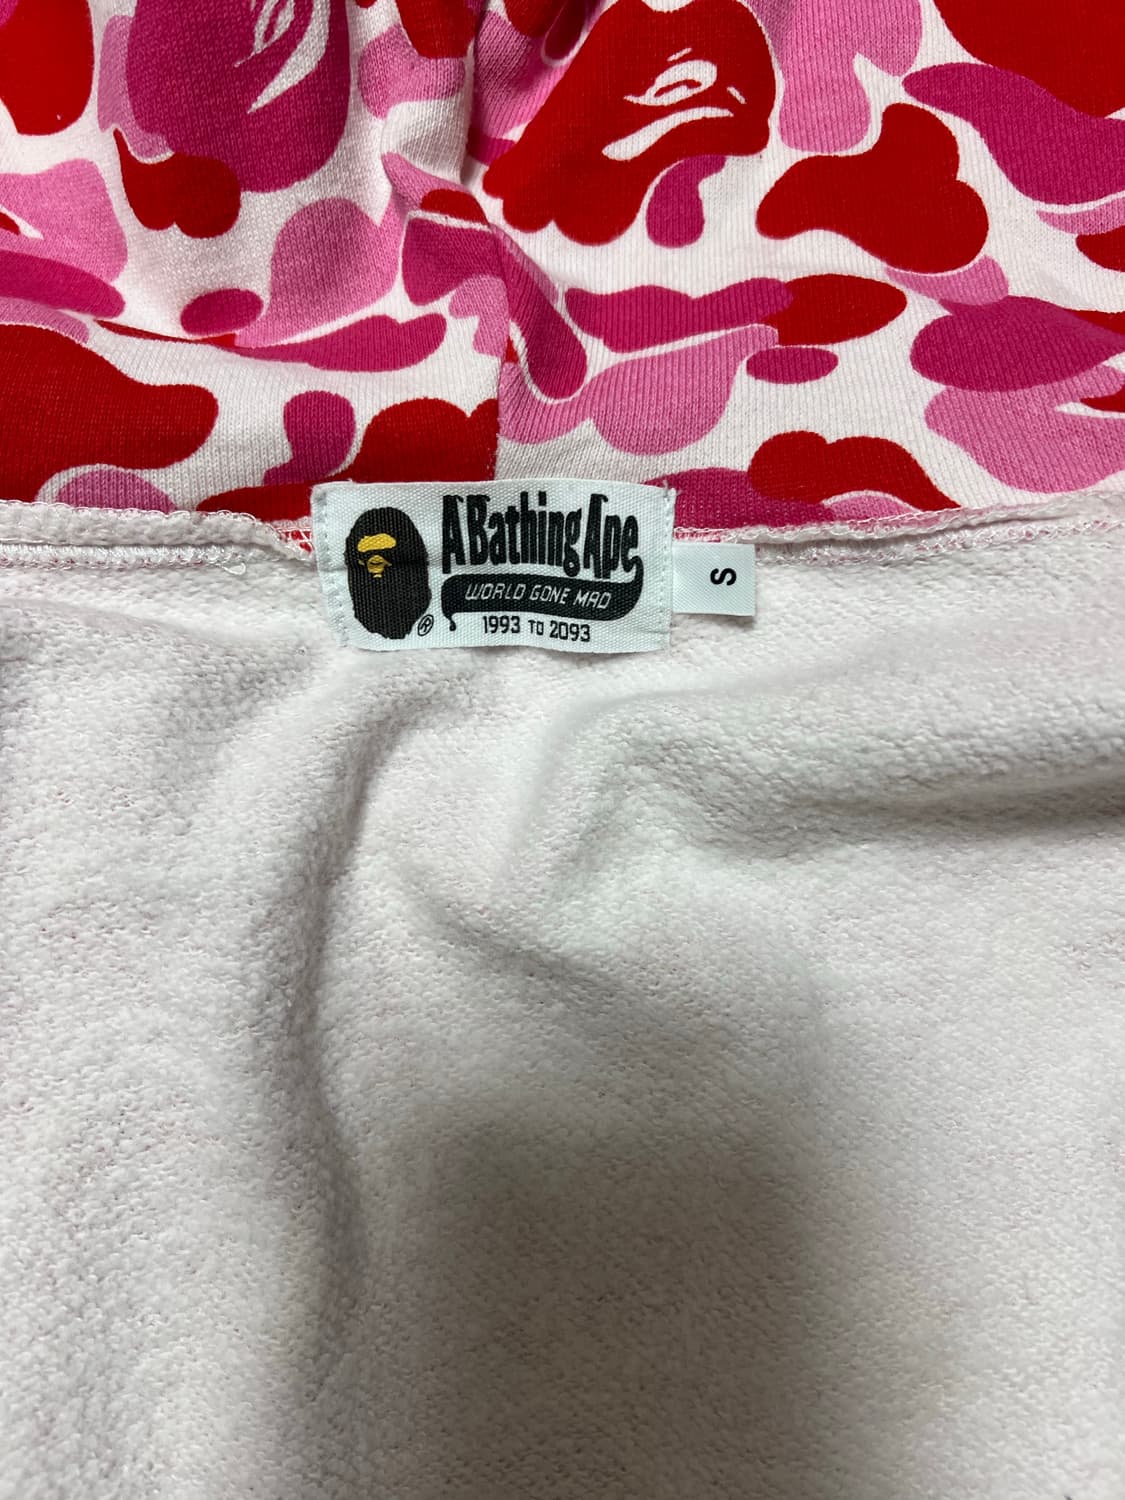 A Bathing Ape
WORLD GONE MAD
1993 TO 2093
®
S